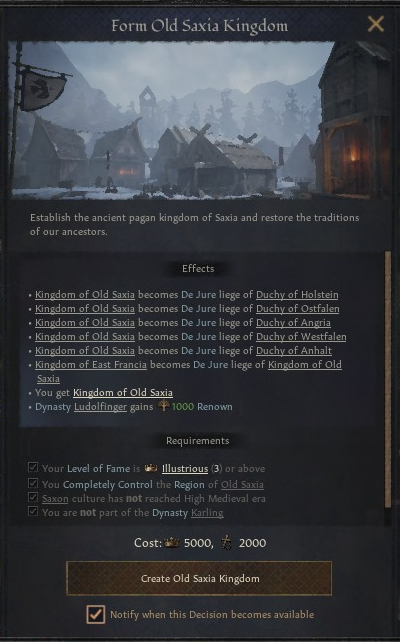 Form Old Saxia Kingdom
Establish the ancient pagan kingdom of Saxia and restore the traditions
of our ancestors.
Effects
• Kingdom of Old Saxia becomes De Jure liege of Duchy of Holstein
• Kingdom of Old Saxia becomes De Jure liege of Duchy of Ostfalen
• Kingdom of Old Saxia becomes De Jure liege of Duchy of Angria
• Kingdom of Old Saxia becomes De Jure liege of Duchy of Westfalen
• Kingdom of Old Saxia becomes De Jure liege of Duchy of Anhalt
• Kingdom of East Francia becomes De Jure liege of Kingdom of Old
Saxia
• You get Kingdom of Old Saxia
• Dynasty Ludolfinger gains 1000 Renown
Requirements
Your Level of Fame is Illustrious (3) or above
You Completely Control the Region of Old Saxia
Saxon culture has not reached High Medieval era
You are not part of the Dynasty Karling
Cost: 5000, 2000
Create Old Saxia Kingdom
Notify when this Decision becomes available